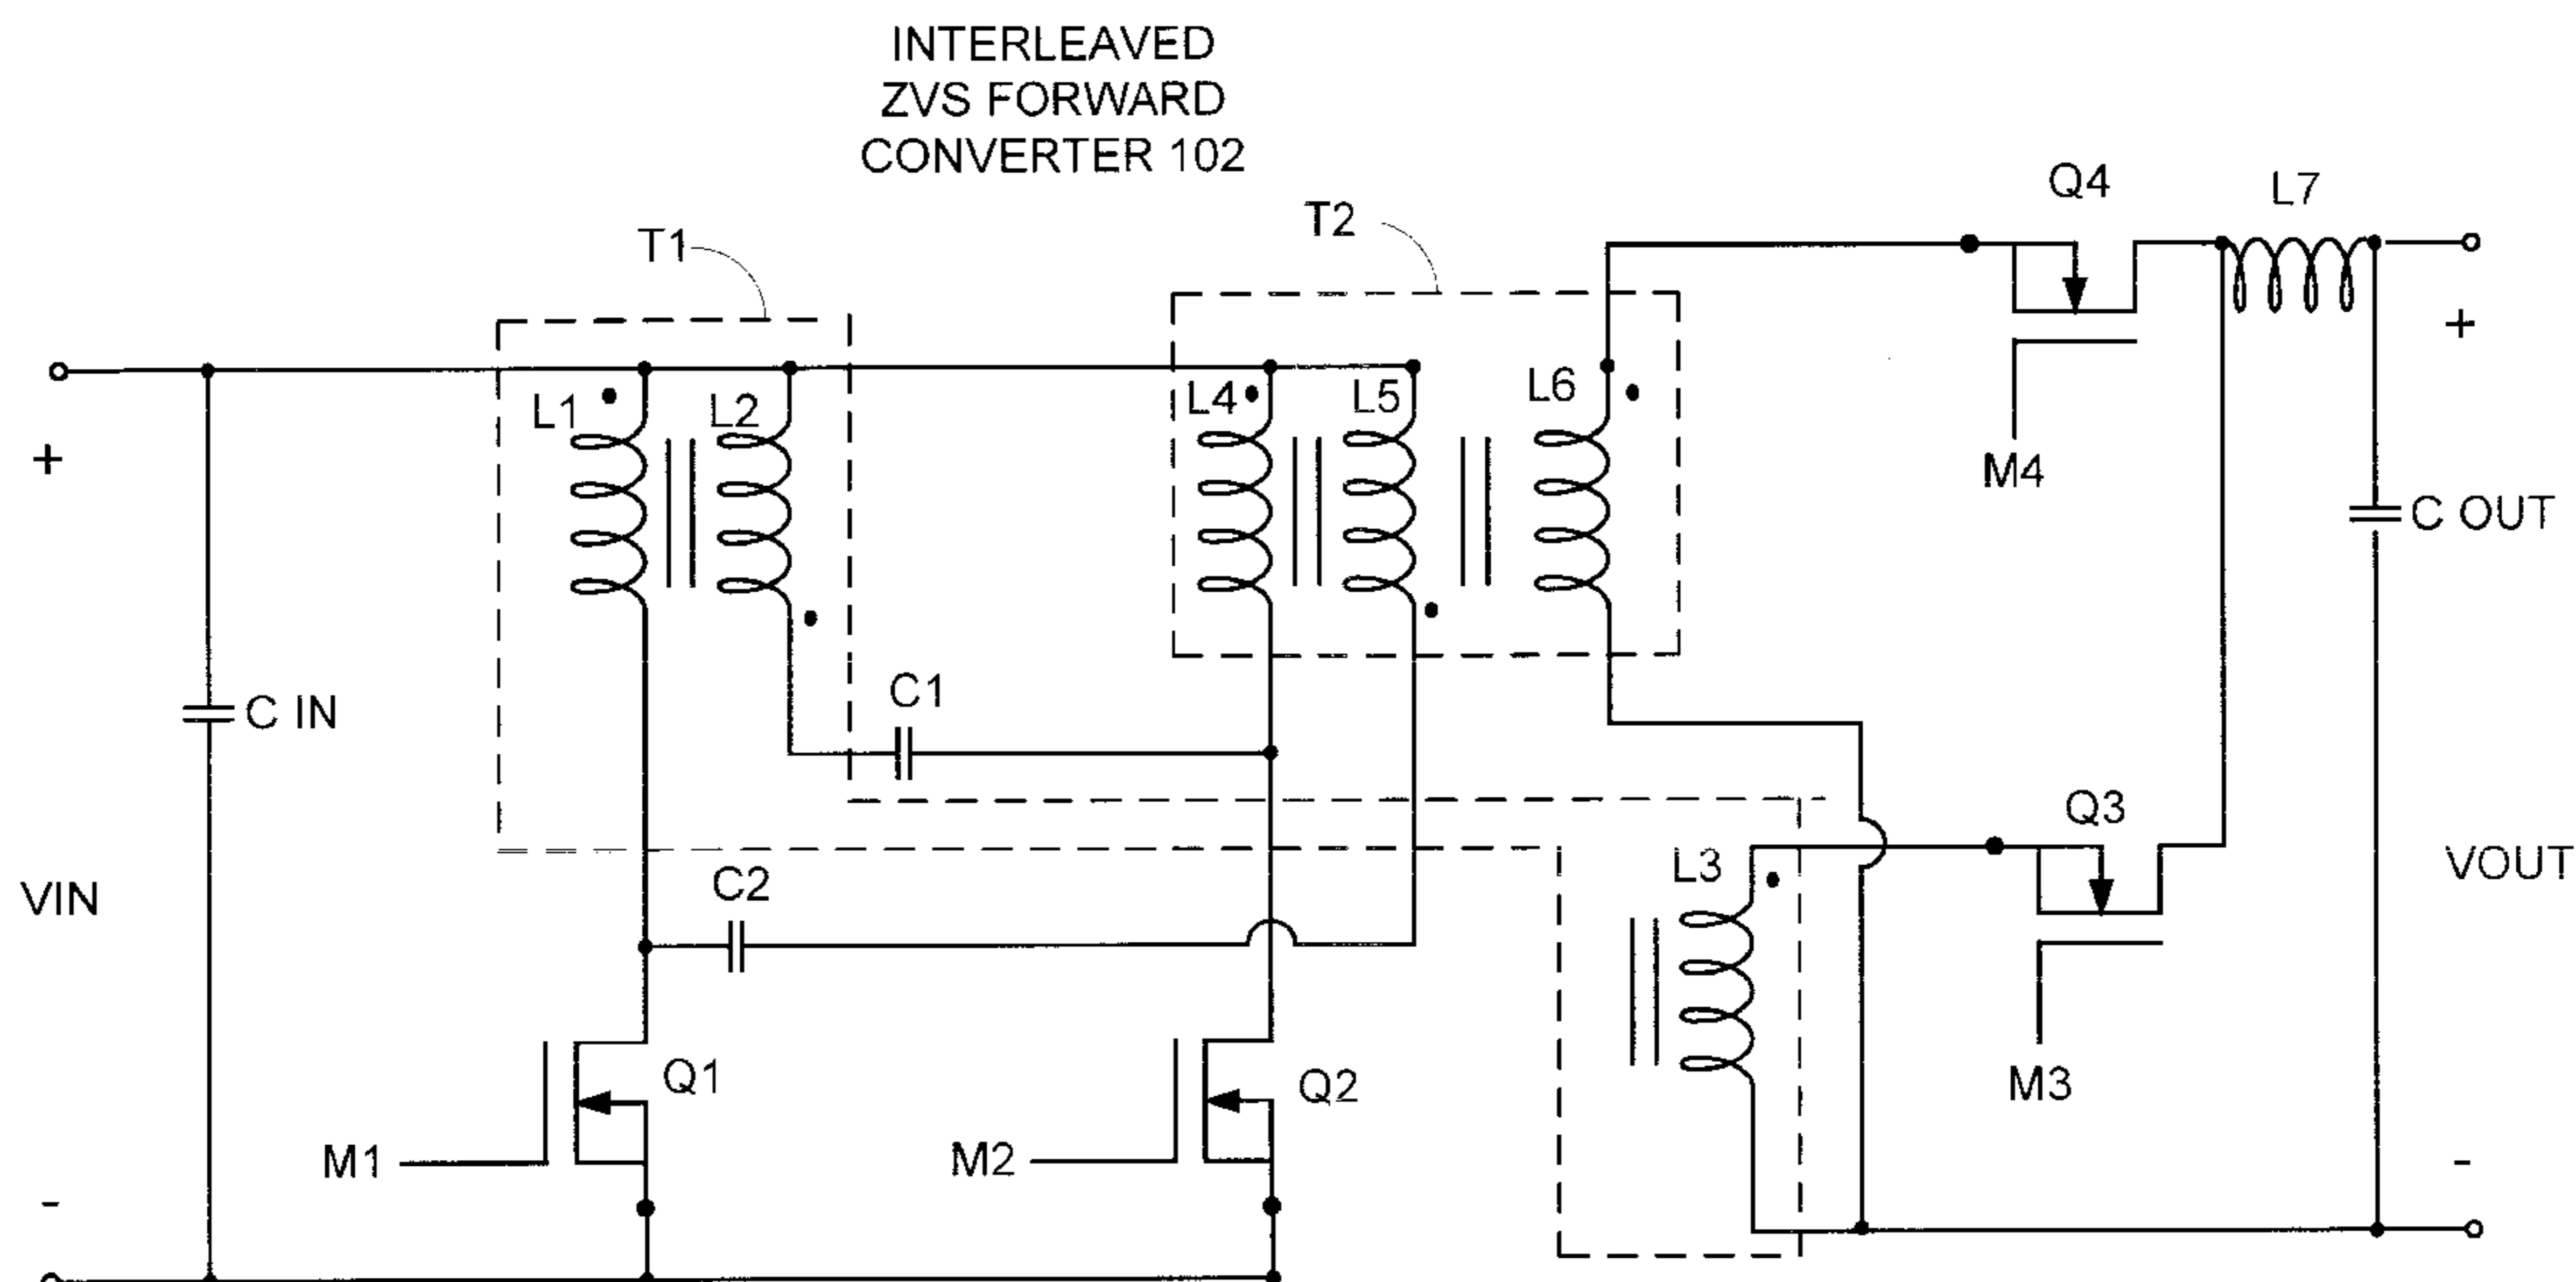 INTERLEAVED
ZVS FORWARD
CONVERTER 102
T1
T2
Q4
L7
+
L1
L2
L4
L5
L6
M4
+
C IN
C1
C OUT
VIN
C2
L3
Q3
VOUT
M3
Q1
Q2
M1
M2
-
-